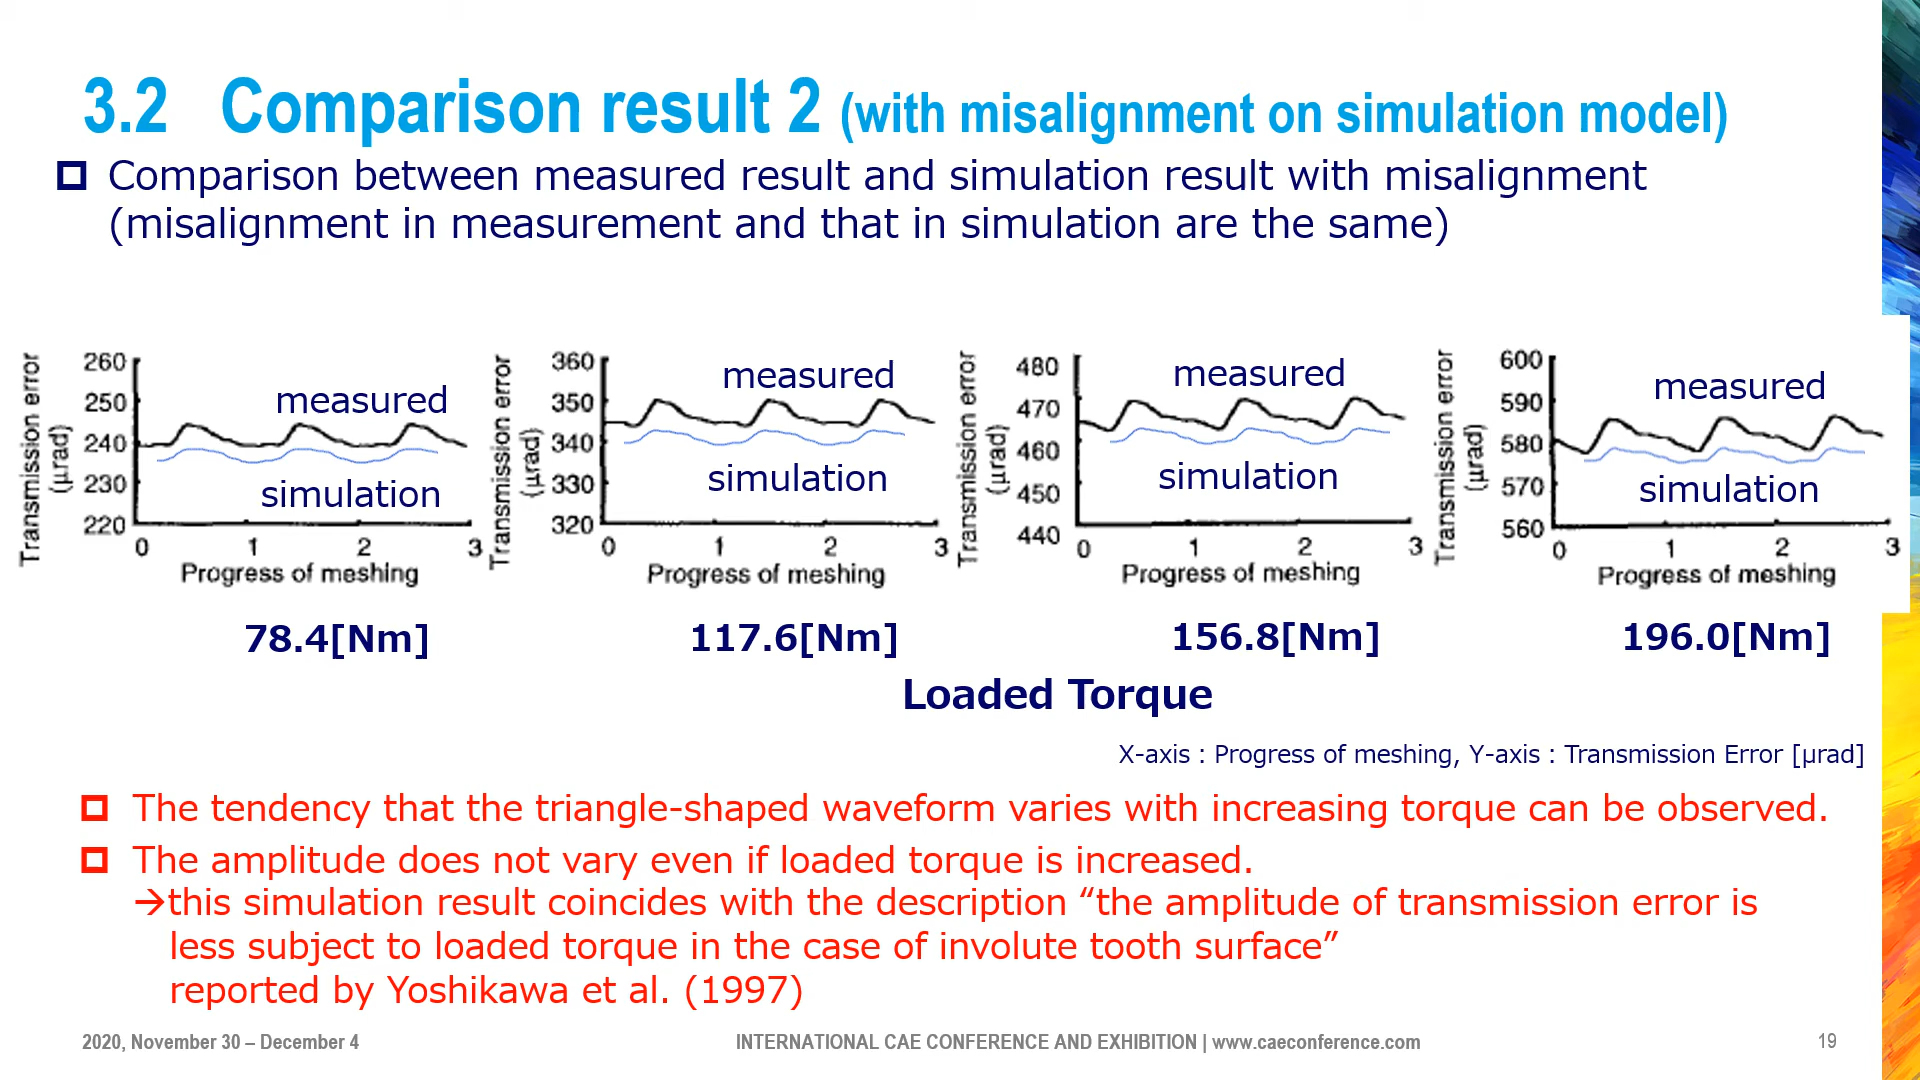 3.2 Comparison result 2 (with misalignment on simulation model)
Comparison between measured result and simulation result with misalignment
(misalignment in measurement and that in simulation are the same)
Transmission error
(μrad)
260
250
240
230
220
measured
simulation
0 1 2 3
Progress of meshing
78.4[Nm]
Transmission error
(μrad)
360
350
340
330
320
measured
simulation
0 1 2 3
Progress of meshing
117.6[Nm]
Transmission error
(μrad)
480
470
460
450
440
measured
simulation
0 1 2 3
Progress of meshing
156.8[Nm]
Transmission error
(μrad)
600
590
580
570
560
measured
simulation
0 1 2 3
Progress of meshing
196.0[Nm]
Loaded Torque
X-axis : Progress of meshing, Y-axis : Transmission Error [μrad]
The tendency that the triangle-shaped waveform varies with increasing torque can be observed.
The amplitude does not vary even if loaded torque is increased.
→this simulation result coincides with the description “the amplitude of transmission error is
less subject to loaded torque in the case of involute tooth surface”
reported by Yoshikawa et al. (1997)
2020, November 30 – December 4
INTERNATIONAL CAE CONFERENCE AND EXHIBITION | www.caeconference.com
19